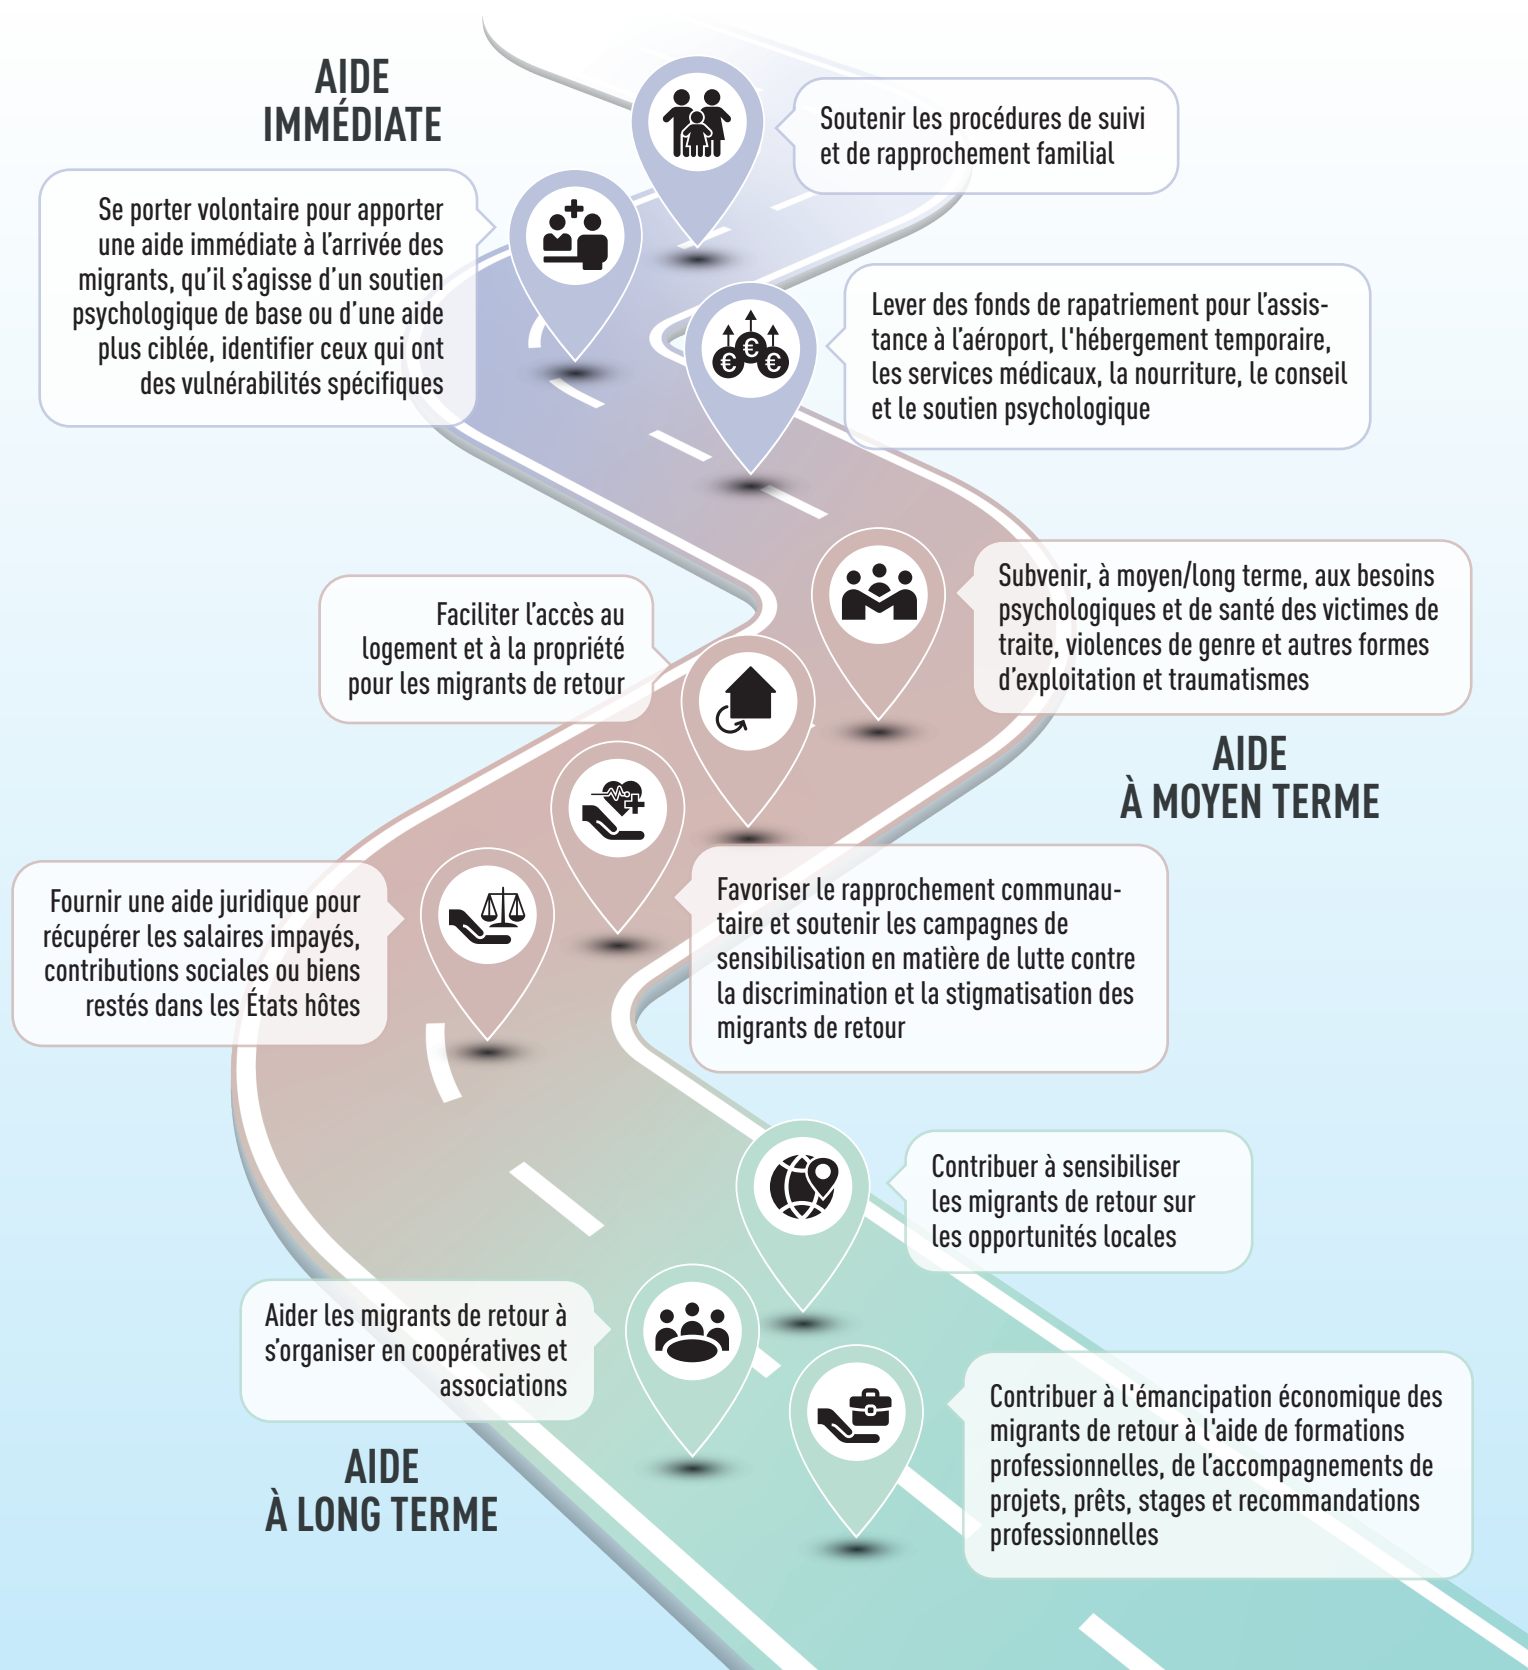 AIDE
IMMÉDIATE
Soutenir les procédures de suivi
et de rapprochement familial
Se porter volontaire pour apporter
une aide immédiate à l’arrivée des
migrants, qu’il s’agisse d’un soutien
psychologique de base ou d’une aide
plus ciblée, identifier ceux qui ont
des vulnérabilités spécifiques
Lever des fonds de rapatriement pour l’assis-
tance à l’aéroport, l'hébergement temporaire,
les services médicaux, la nourriture, le conseil
et le soutien psychologique
€
€
€
Subvenir, à moyen/long terme, aux besoins
psychologiques et de santé des victimes de
traite, violences de genre et autres formes
d’exploitation et traumatismes
Faciliter l’accès au
logement et à la propriété
pour les migrants de retour
AIDE
À MOYEN TERME
Favoriser le rapprochement communau-
taire et soutenir les campagnes de
sensibilisation en matière de lutte contre
la discrimination et la stigmatisation des
migrants de retour
Fournir une aide juridique pour
récupérer les salaires impayés,
contributions sociales ou biens
restés dans les États hôtes
Contribuer à sensibiliser
les migrants de retour sur
les opportunités locales
Aider les migrants de retour à
s’organiser en coopératives et
associations
Contribuer à l'émancipation économique des
migrants de retour à l'aide de formations
professionnelles, de l’accompagnements de
projets, prêts, stages et recommandations
professionnelles
AIDE
À LONG TERME